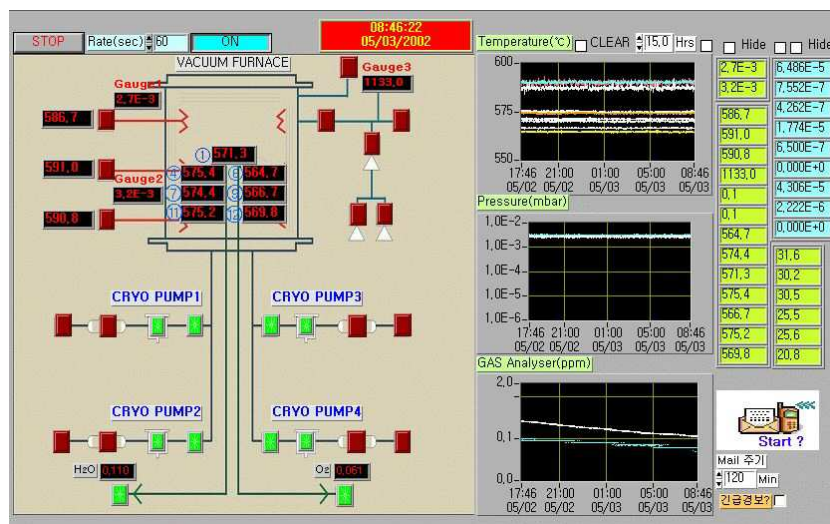 STOP
Rate(sec) 60
ON
08:46:22
05/03/2002
VACUUM FURNACE
Gauge1
2,7E-3
Gauge3
1133,0
586,7
① 571,3
591,0
④ 575,4
⑧ 564,7
Gauge2
3,2E-3
⑦ 574,4
⑨ 566,7
590,8
⑪ 575,2
⑫ 569,8
CRYO PUMP1
CRYO PUMP3
CRYO PUMP2
CRYO PUMP4
H2O 0,110
O2 0,061
Temperature(℃) CLEAR 15,0 Hrs
600-
575-
550-
17:46 21:00 01:00 05:00 08:46
05/02 05/02 05/03 05/03 05/03
Pressure(mbar)
1,0E-2-
1,0E-3-
1,0E-4-
1,0E-5-
1,0E-6-
17:46 21:00 01:00 05:00 08:46
05/02 05/02 05/03 05/03 05/03
GAS Analyser(ppm)
2,0-
0,1-
0,0-
17:46 21:00 01:00 05:00 08:46
05/02 05/02 05/03 05/03 05/03
Hide
Hide
2,7E-3
3,2E-3
586,7
591,0
590,8
1133,0
0,1
0,1
564,7
574,4
571,3
575,4
566,7
575,2
569,8
6,486E-5
7,552E-7
4,262E-7
1,774E-5
6,500E-7
0,000E+0
4,306E-5
2,222E-6
0,000E+0
31,6
30,2
30,5
25,5
25,6
20,8
Start ?
Mail 주기
120 Min
긴급경보?